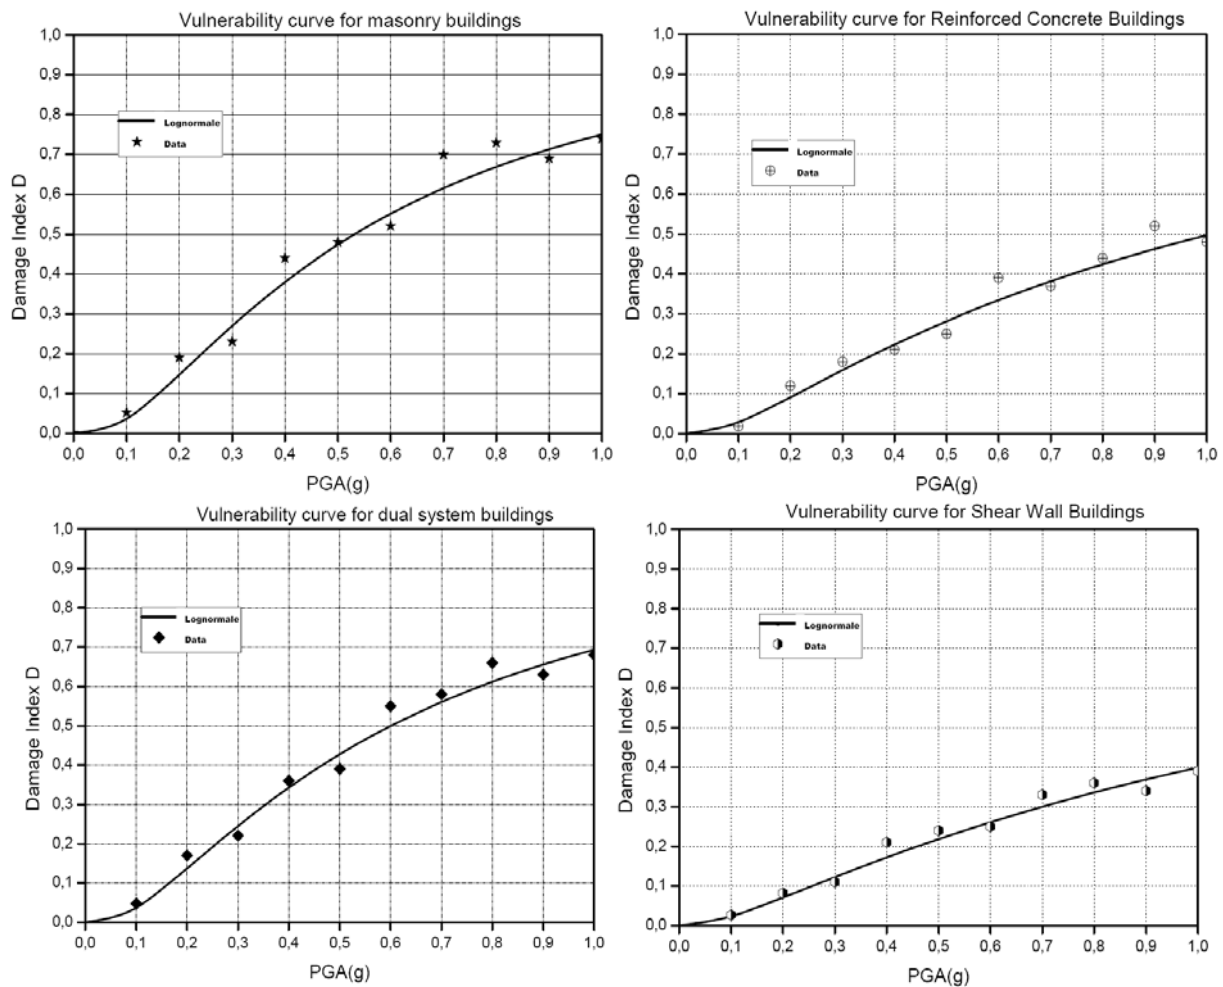 Vulnerability curve for masonry buildings
1,0
0,9
0,8
0,7
0,6
0,5
0,4
0,3
0,2
0,1
0,0
Damage Index D
Lognormale
Data
0,0 0,1 0,2 0,3 0,4 0,5 0,6 0,7 0,8 0,9 1,0
PGA(g)
Vulnerability curve for Reinforced Concrete Buildings
1,0
0,9
0,8
0,7
0,6
0,5
0,4
0,3
0,2
0,1
0,0
Damage Index D
Lognormale
Data
0,0 0,1 0,2 0,3 0,4 0,5 0,6 0,7 0,8 0,9 1,0
PGA(g)
Vulnerability curve for dual system buildings
1,0
0,9
0,8
0,7
0,6
0,5
0,4
0,3
0,2
0,1
0,0
Damage Index D
Lognormale
Data
0,0 0,1 0,2 0,3 0,4 0,5 0,6 0,7 0,8 0,9 1,0
PGA(g)
Vulnerability curve for Shear Wall Buildings
1,0
0,9
0,8
0,7
0,6
0,5
0,4
0,3
0,2
0,1
0,0
Damage Index D
Lognormale
Data
0,0 0,1 0,2 0,3 0,4 0,5 0,6 0,7 0,8 0,9 1,0
PGA(g)